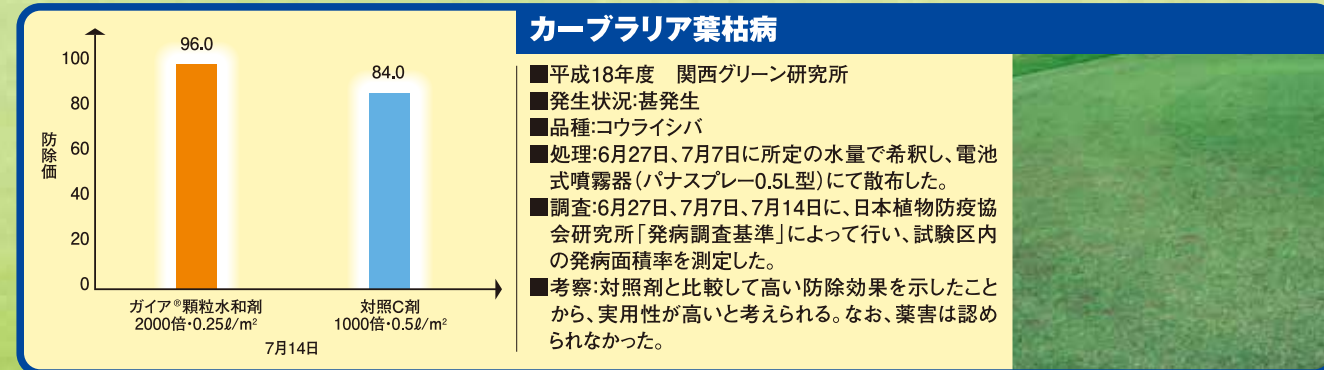 カーブラリア葉枯病
防除価
100
80
60
40
20
0
96.0
84.0
ガイア®顆粒水和剤
2000倍・0.25ℓ/m²
対照C剤
1000倍・0.5ℓ/m²
7月14日
■平成18年度　関西グリーン研究所
■発生状況:甚発生
■品種:コウライシバ
■処理:6月27日、7月7日に所定の水量で希釈し、電池
式噴霧器(パナスプレー0.5L型)にて散布した。
■調査:6月27日、7月7日、7月14日に、日本植物防疫協
会研究所「発病調査基準」によって行い、試験区内
の発病面積率を測定した。
■考察:対照剤と比較して高い防除効果を示したこと
から、実用性が高いと考えられる。なお、薬害は認め
られなかった。